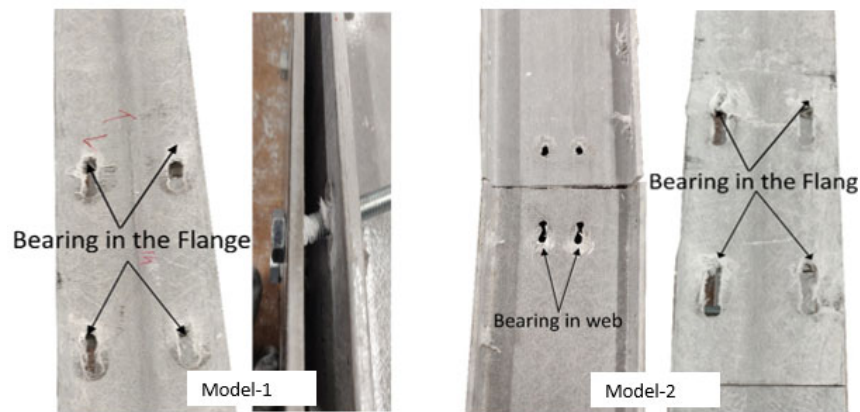 Bearing in the Flange
Model-1
Bearing in web
Bearing in the Flang
Model-2